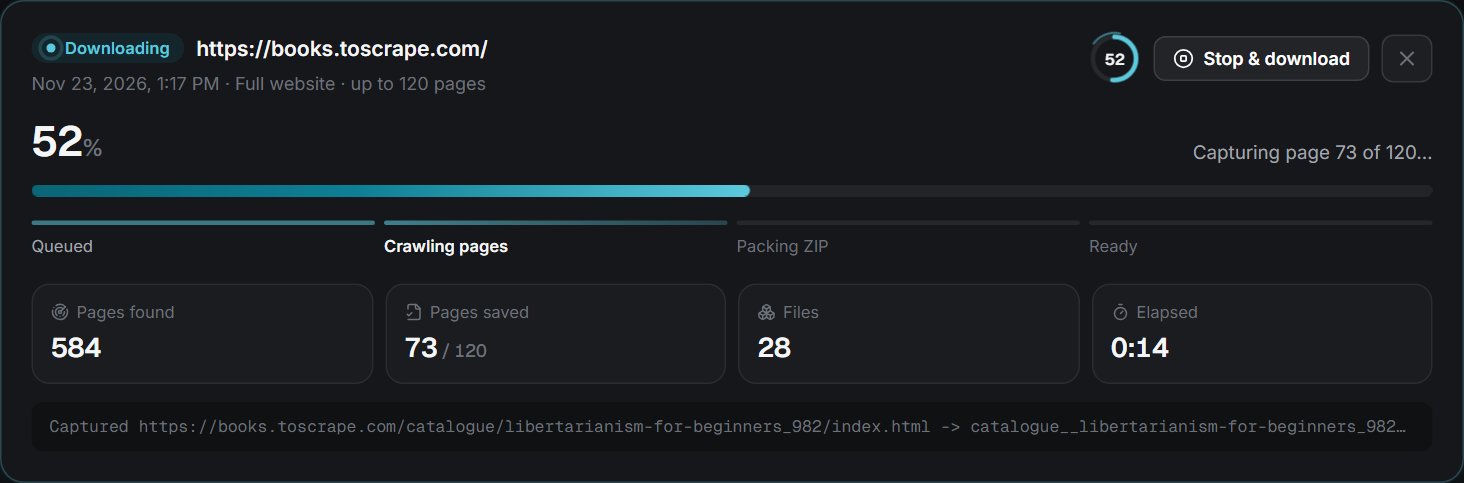 Downloading https://books.toscrape.com/
Nov 23, 2026, 1:17 PM · Full website · up to 120 pages
52 Stop & download
52%
Capturing page 73 of 120...
Queued Crawling pages Packing ZIP Ready
Pages found Pages saved Files Elapsed
584 73 / 120 28 0:14
Captured https://books.toscrape.com/catalogue/libertarianism-for-beginners_982/index.html -> catalogue__libertarianism-for-beginners_982…